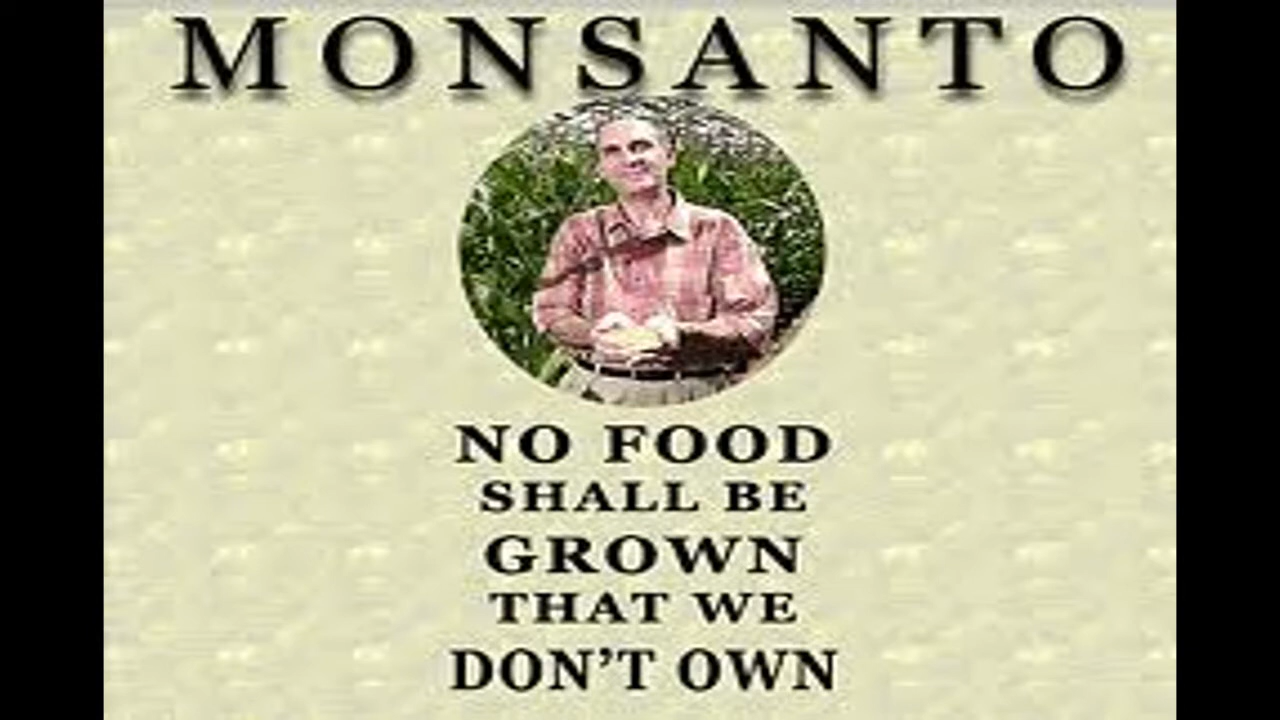 MONSANTO
NO FOOD
SHALL BE
GROWN
THAT WE
DON'T OWN